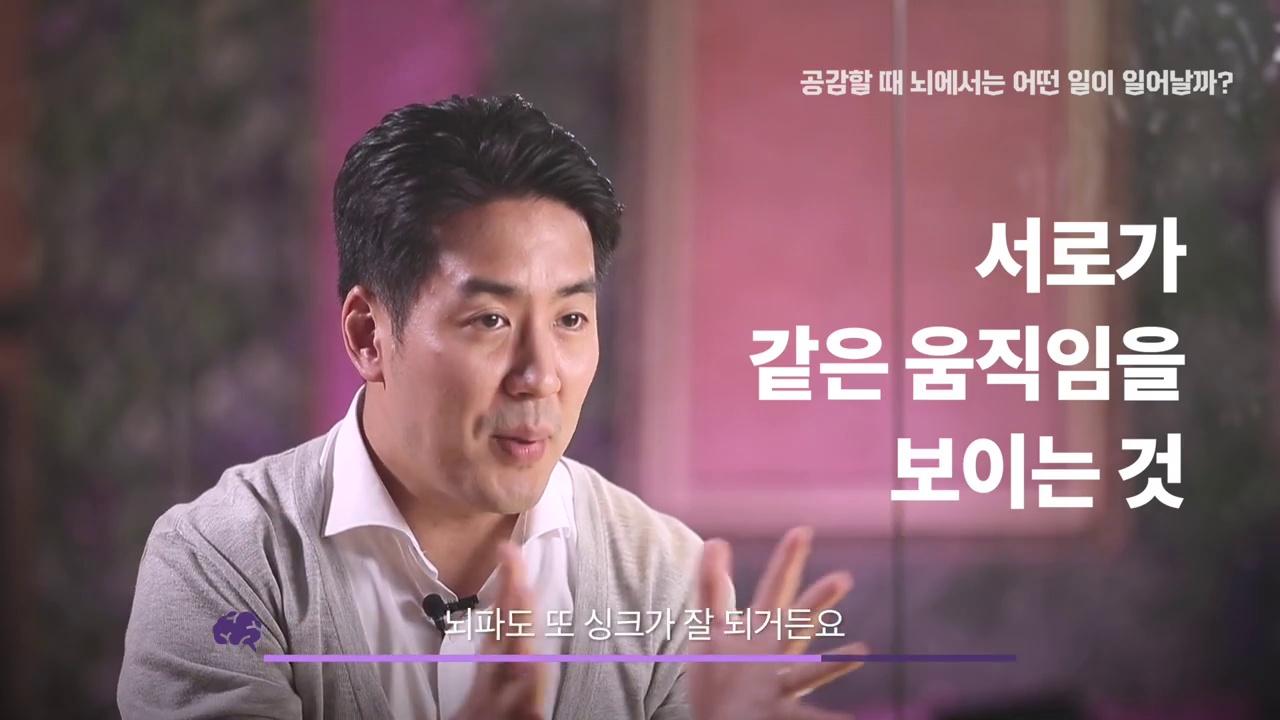 공감할 때 뇌에서는 어떤 일이 일어날까?
서로가
같은 움직임을
보이는 것
뇌파도 또 싱크가 잘 되거든요